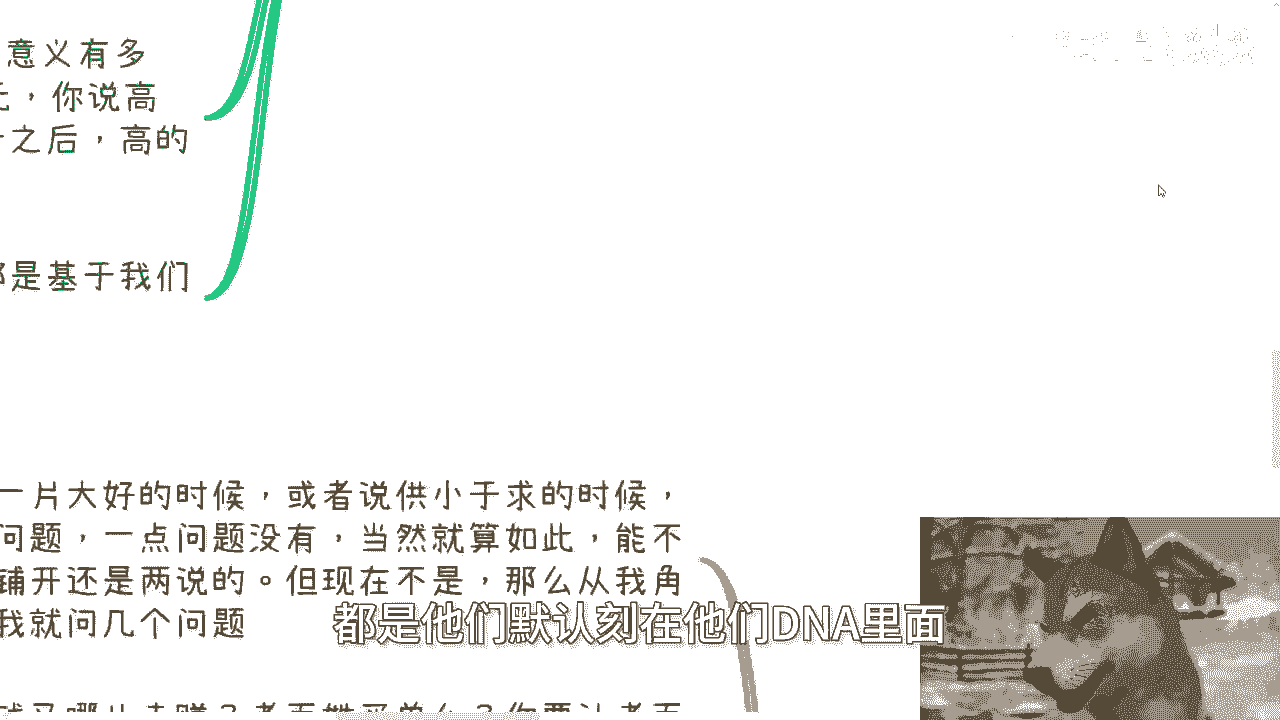 意义有多
元，你说高
之后，高的
都是基于我们
一片大好的时候，或者说供小于求的时候，
问题，一点问题没有，当然就算如此，能不
铺开还是两说的。但现在不是，那么从我角
我就问几个问题
都是他们默认刻在他们DNA里面